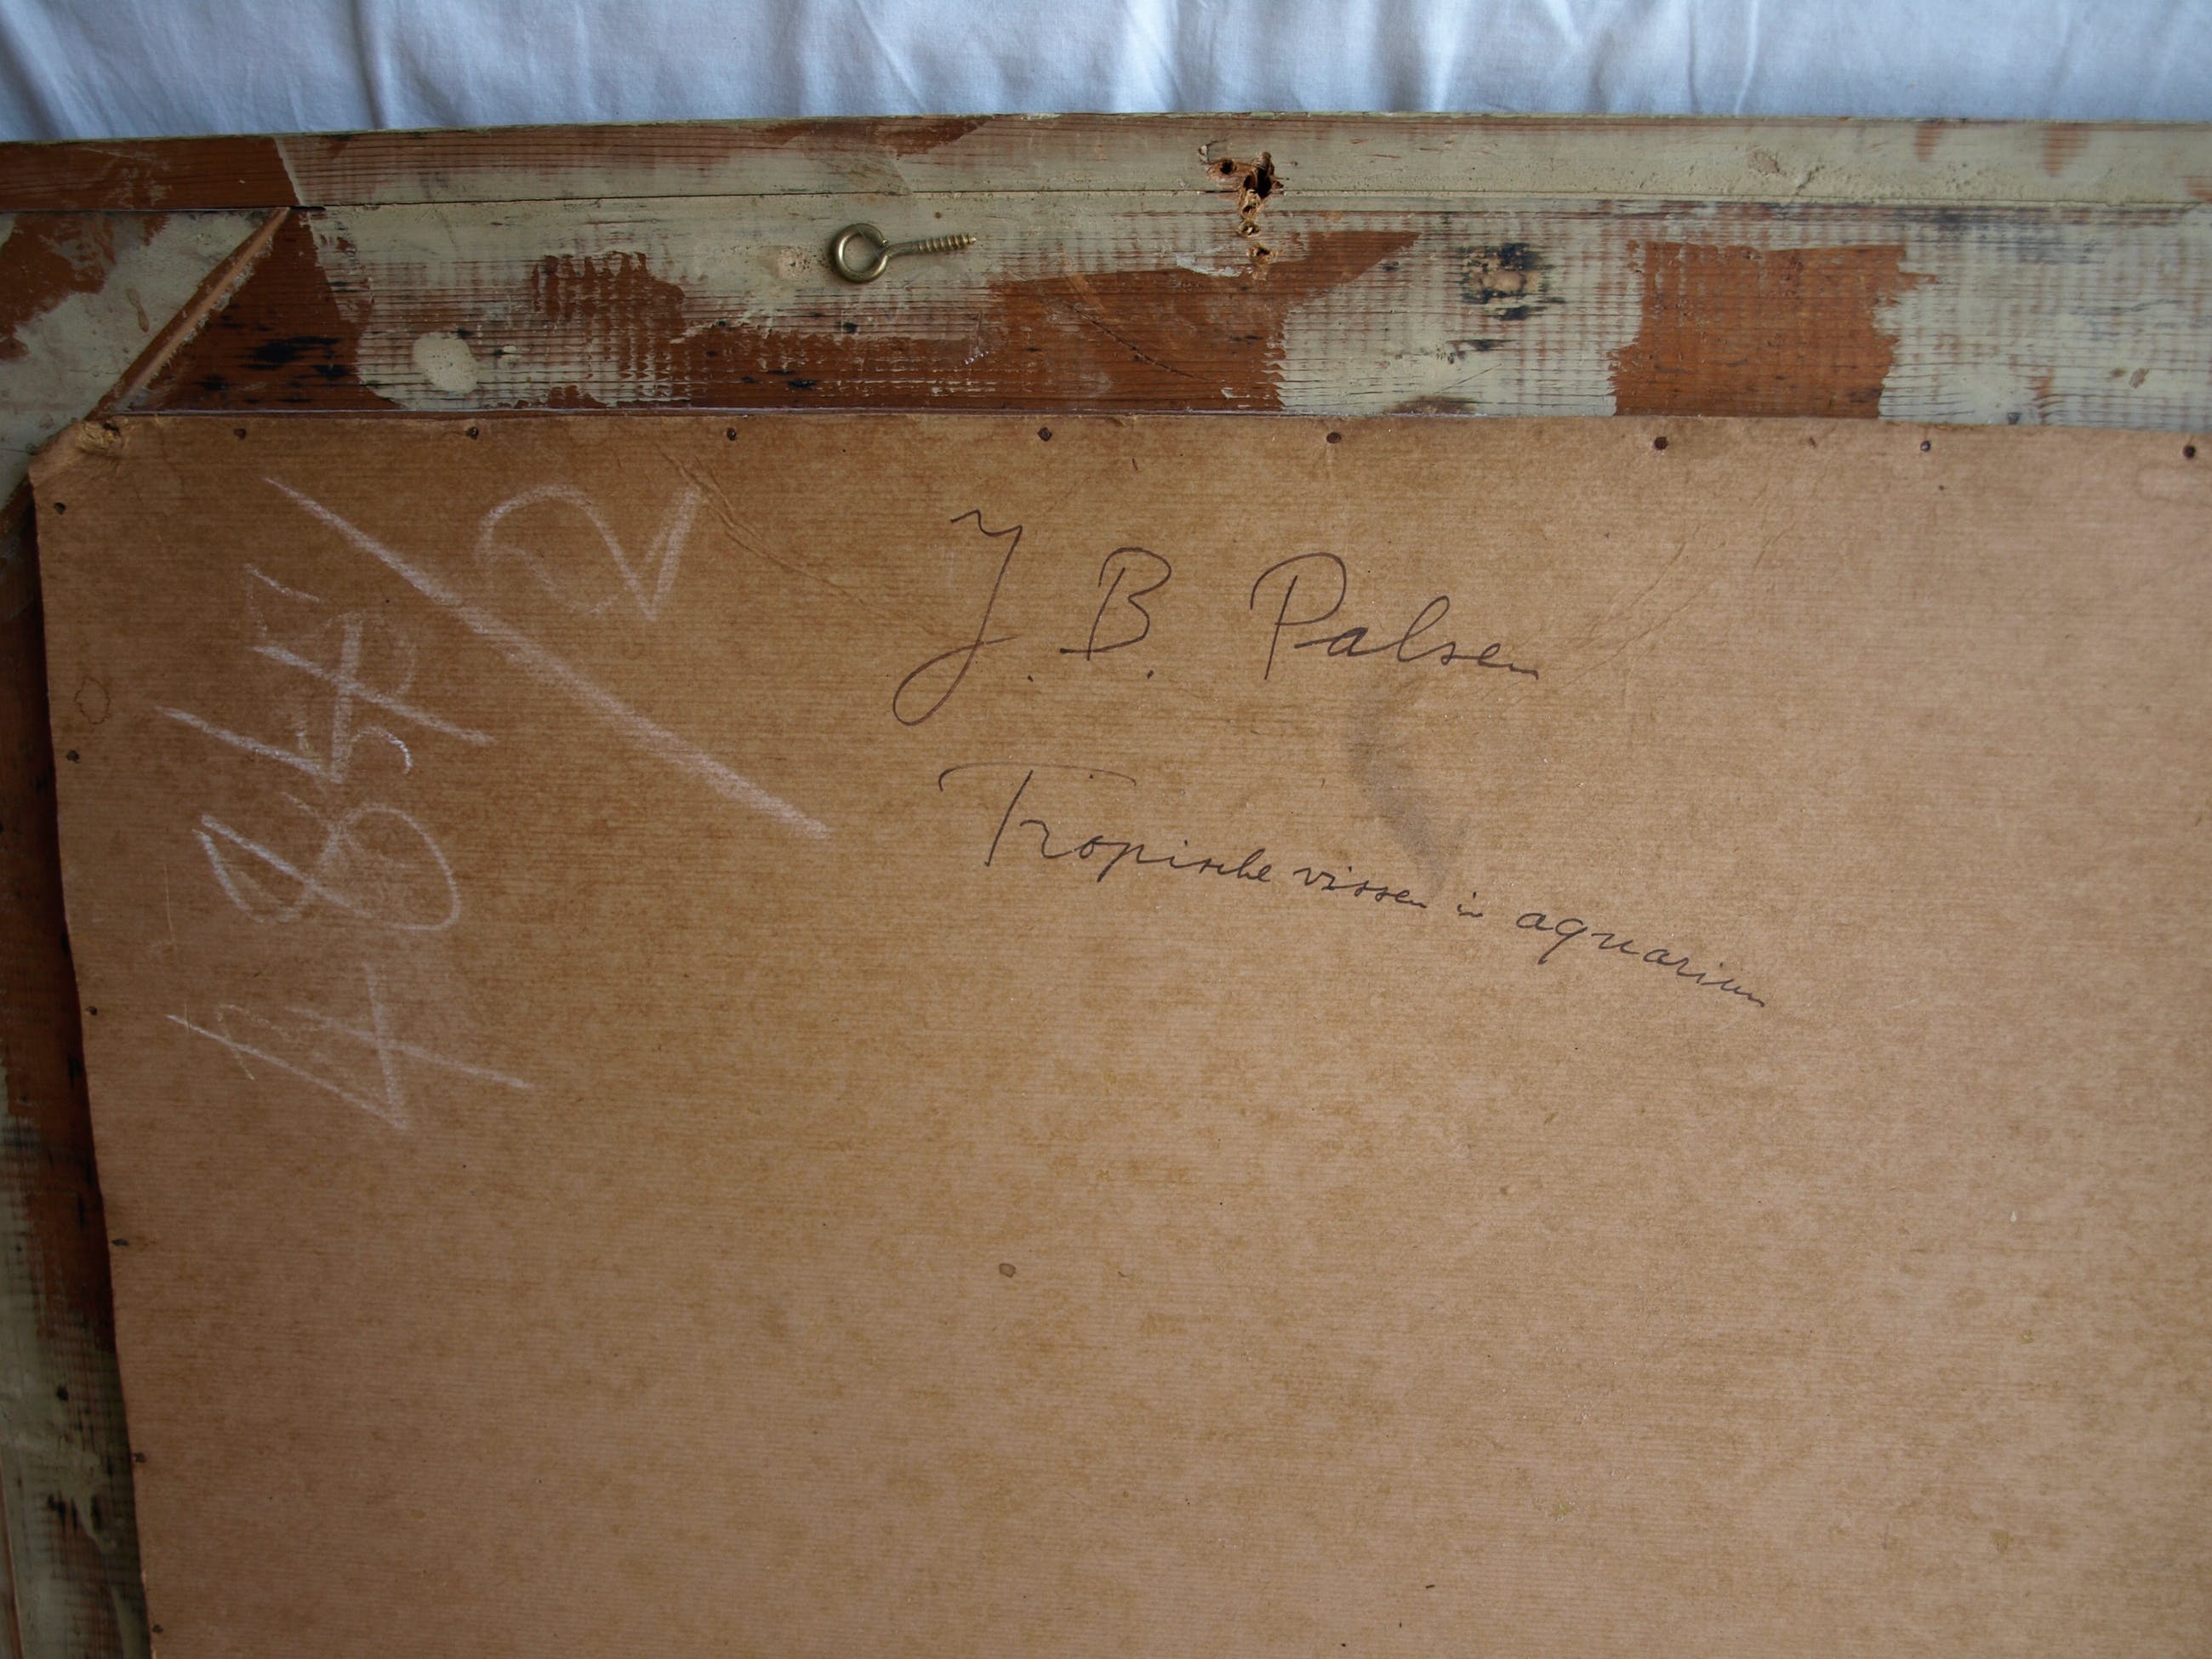 J. B. Palsen
Tropische vissen in aquarium